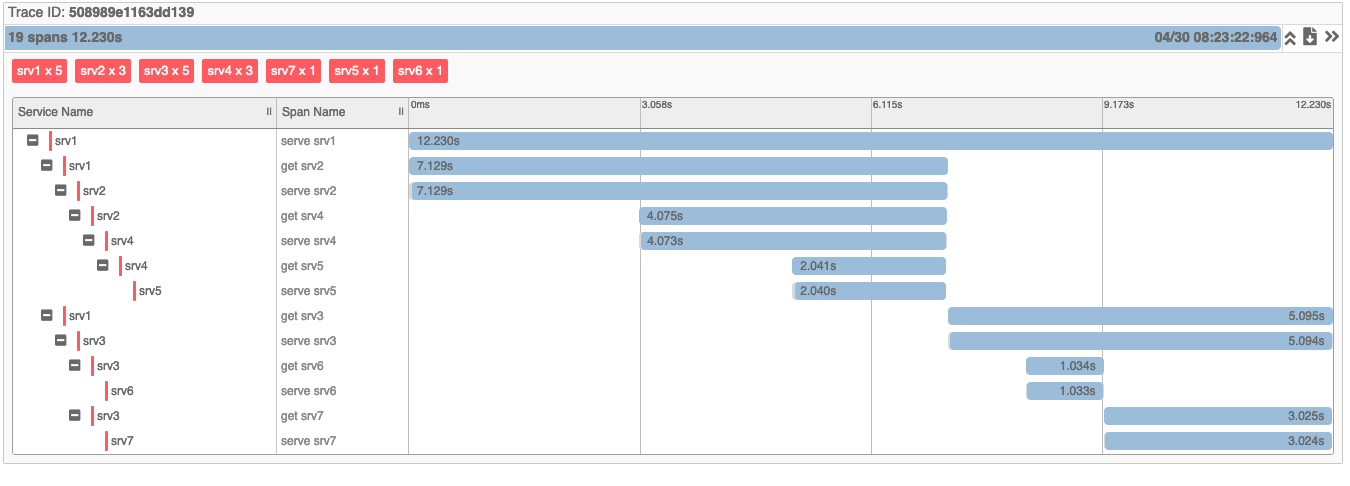 Trace ID: 508989e1163dd139
19 spans 12.230s 04/30 08:23:22:964
srv1 x 5 srv2 x 3 srv3 x 5 srv4 x 3 srv7 x 1 srv5 x 1 srv6 x 1
Service Name Span Name 0ms 3.058s 6.115s 9.173s 12.230s
srv1 serve srv1 12.230s
srv1 get srv2 7.129s
srv2 serve srv2 7.129s
srv2 get srv4 4.075s
srv4 serve srv4 4.073s
srv4 get srv5 2.041s
srv5 serve srv5 2.040s
srv1 get srv3 5.095s
srv3 serve srv3 5.094s
srv3 get srv6 1.034s
srv6 serve srv6 1.033s
srv3 get srv7 3.025s
srv7 serve srv7 3.024s